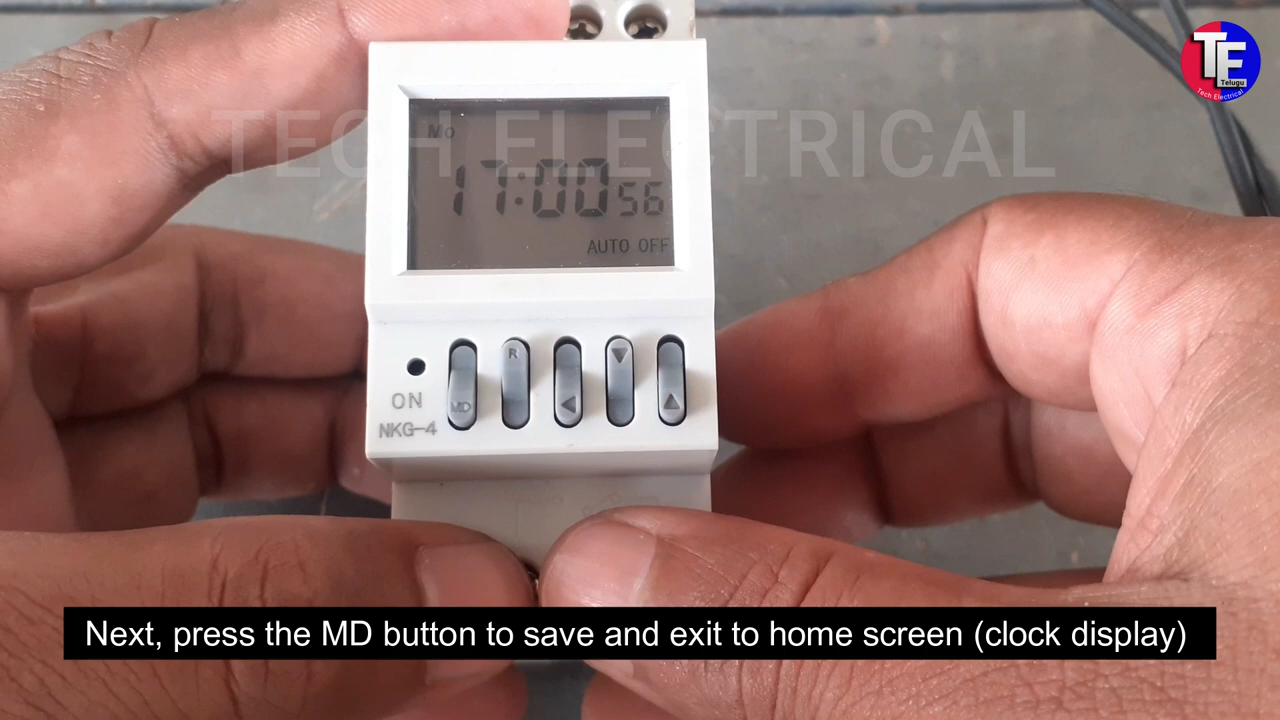 TE
Telugu
Tech Electrical
TECH ELECTRICAL
Mo
17:00 56
AUTO OFF
R
ON
MD
NKG-4
Next, press the MD button to save and exit to home screen (clock display)